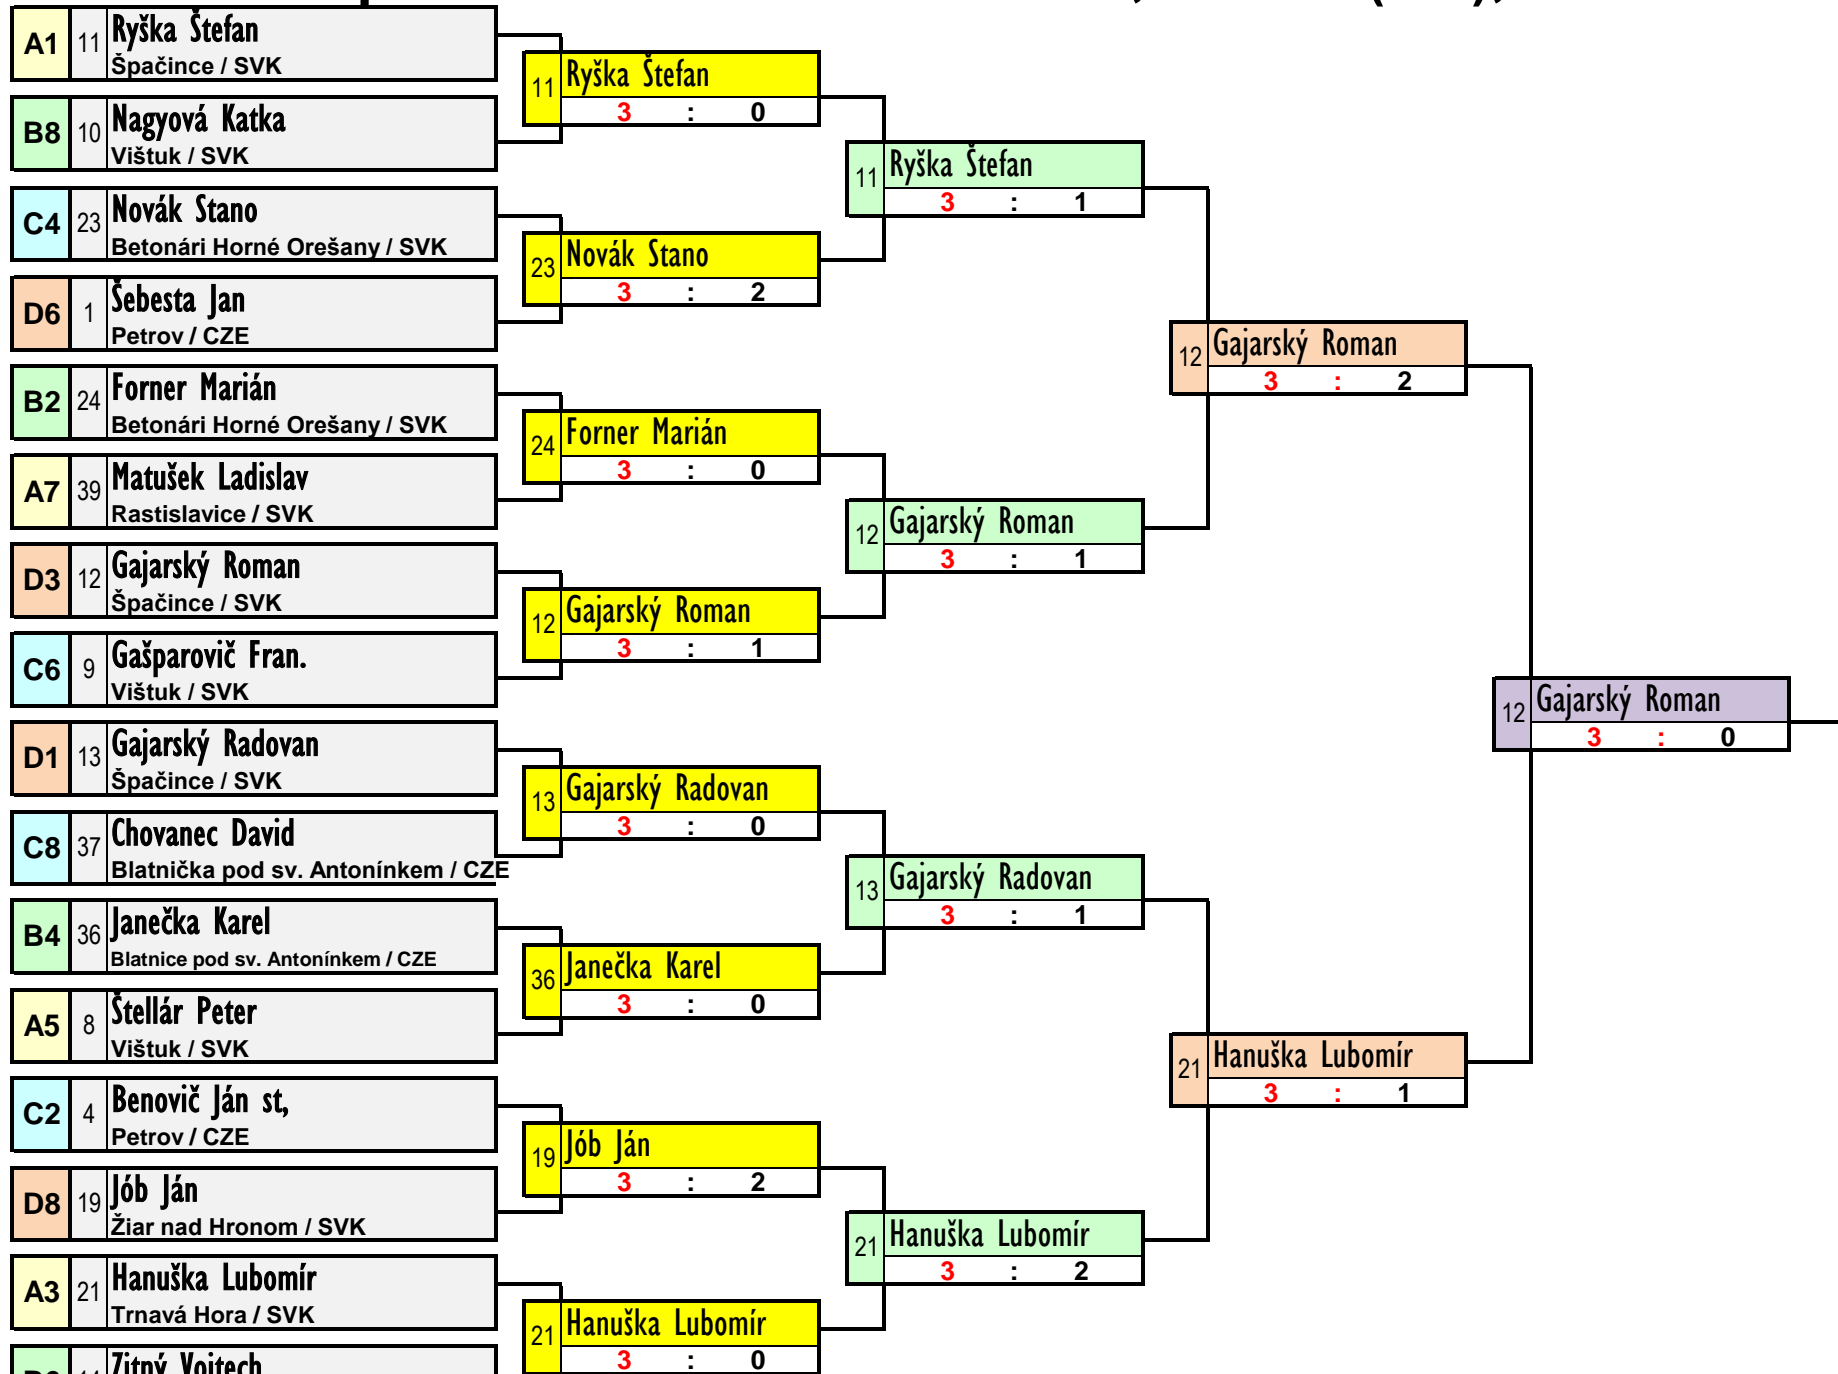 A1 11 Ryška Štefan
Špačince / SVK
B8 10 Nagyová Katka
Vištuk / SVK
C4 23 Novák Stano
Betonári Horné Orešany / SVK
D6 1 Šebesta Jan
Petrov / CZE
B2 24 Forner Marián
Betonári Horné Orešany / SVK
A7 39 Matušek Ladislav
Rastislavice / SVK
D3 12 Gajarský Roman
Špačince / SVK
C6 9 Gašparovič Fran.
Vištuk / SVK
D1 13 Gajarský Radovan
Špačince / SVK
C8 37 Chovanec David
Blatnička pod sv. Antonínkem / CZE
B4 36 Janečka Karel
Blatnice pod sv. Antonínkem / CZE
A5 8 Štellár Peter
Vištuk / SVK
C2 4 Benovič Ján st,
Petrov / CZE
D8 19 Jób Ján
Žiar nad Hronom / SVK
A3 21 Hanuška Lubomír
Trnavá Hora / SVK
Žitný Vojtech
11 Ryška Štefan
3 : 0
23 Novák Stano
3 : 2
24 Forner Marián
3 : 0
12 Gajarský Roman
3 : 1
13 Gajarský Radovan
3 : 0
36 Janečka Karel
3 : 0
19 Jób Ján
3 : 2
21 Hanuška Lubomír
3 : 0
11 Ryška Štefan
3 : 1
12 Gajarský Roman
3 : 1
13 Gajarský Radovan
3 : 1
21 Hanuška Lubomír
3 : 2
12 Gajarský Roman
3 : 2
21 Hanuška Lubomír
3 : 1
12 Gajarský Roman
3 : 0